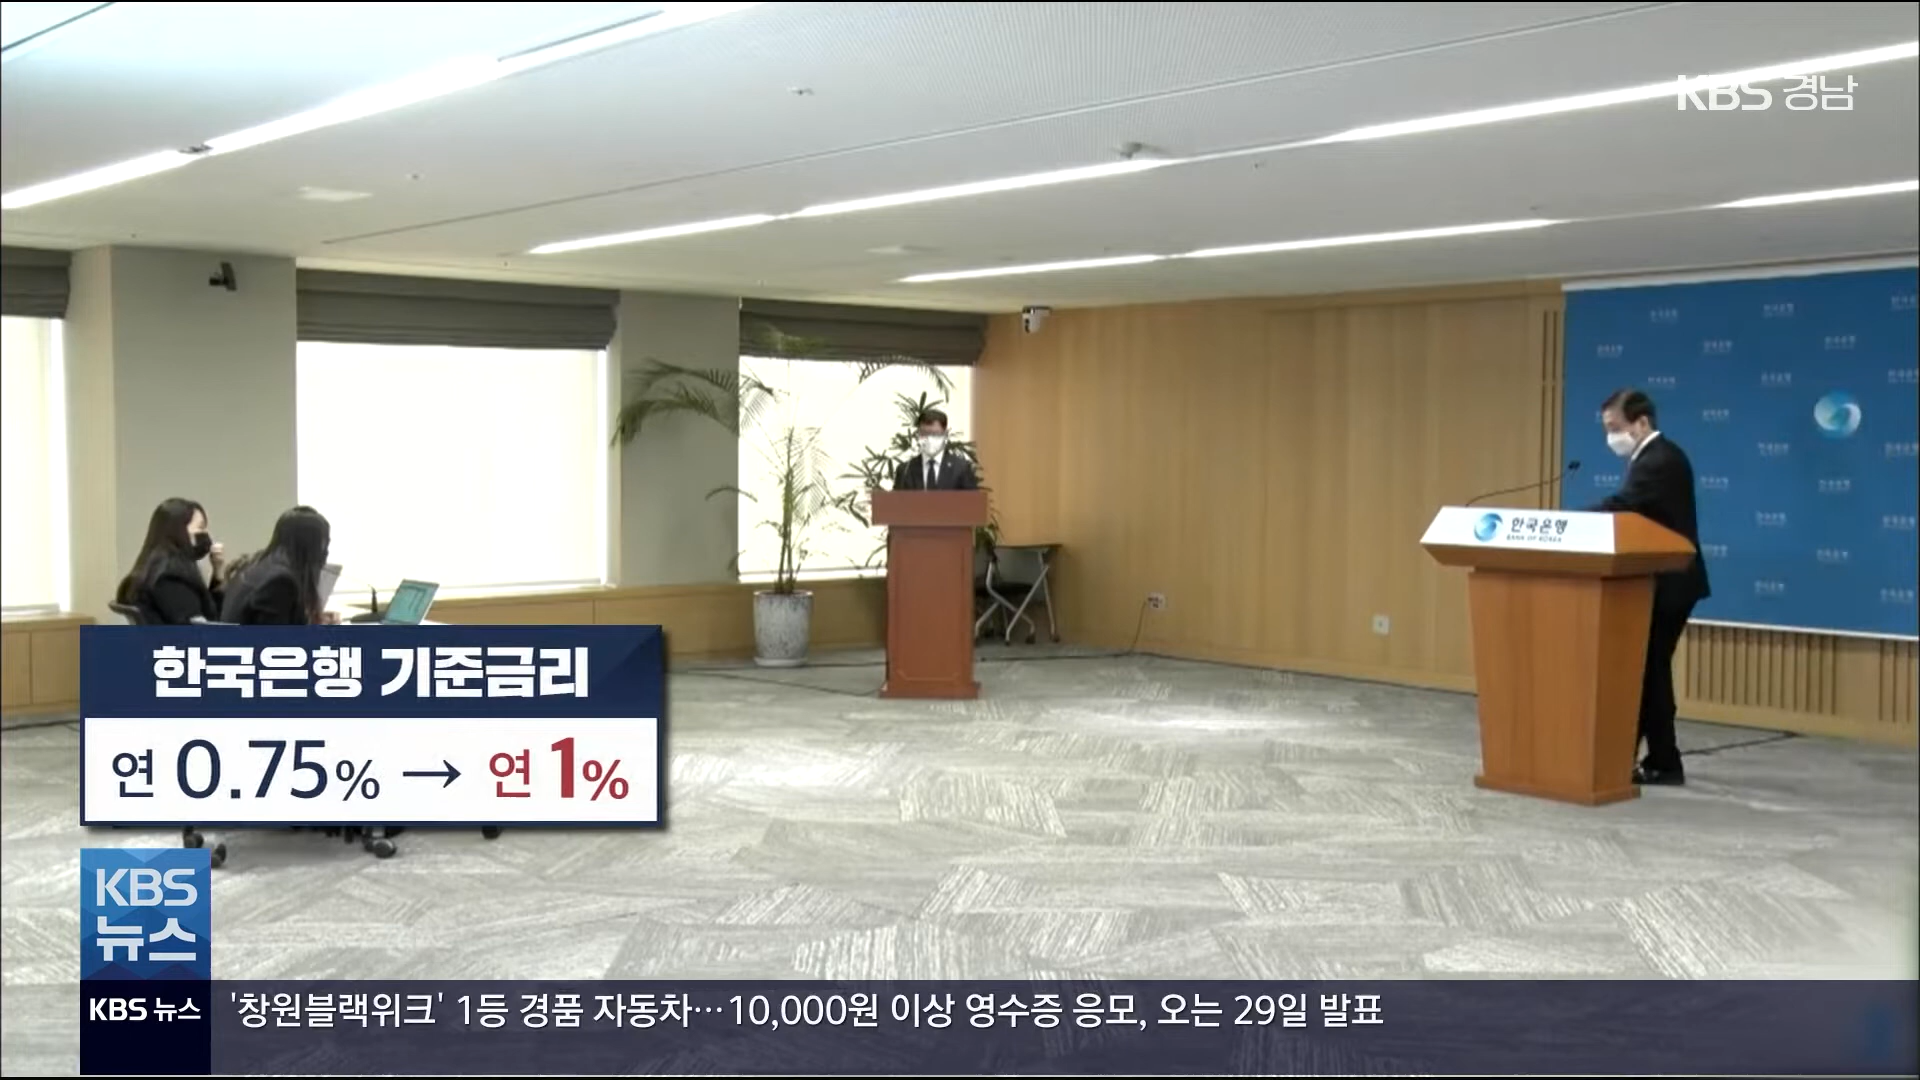 KBS 경남
한국은행
BANK OF KOREA
한국은행 기준금리
연 0.75% → 연 1%
KBS
뉴스
KBS 뉴스
'창원블랙위크' 1등 경품 자동차…10,000원 이상 영수증 응모, 오는 29일 발표